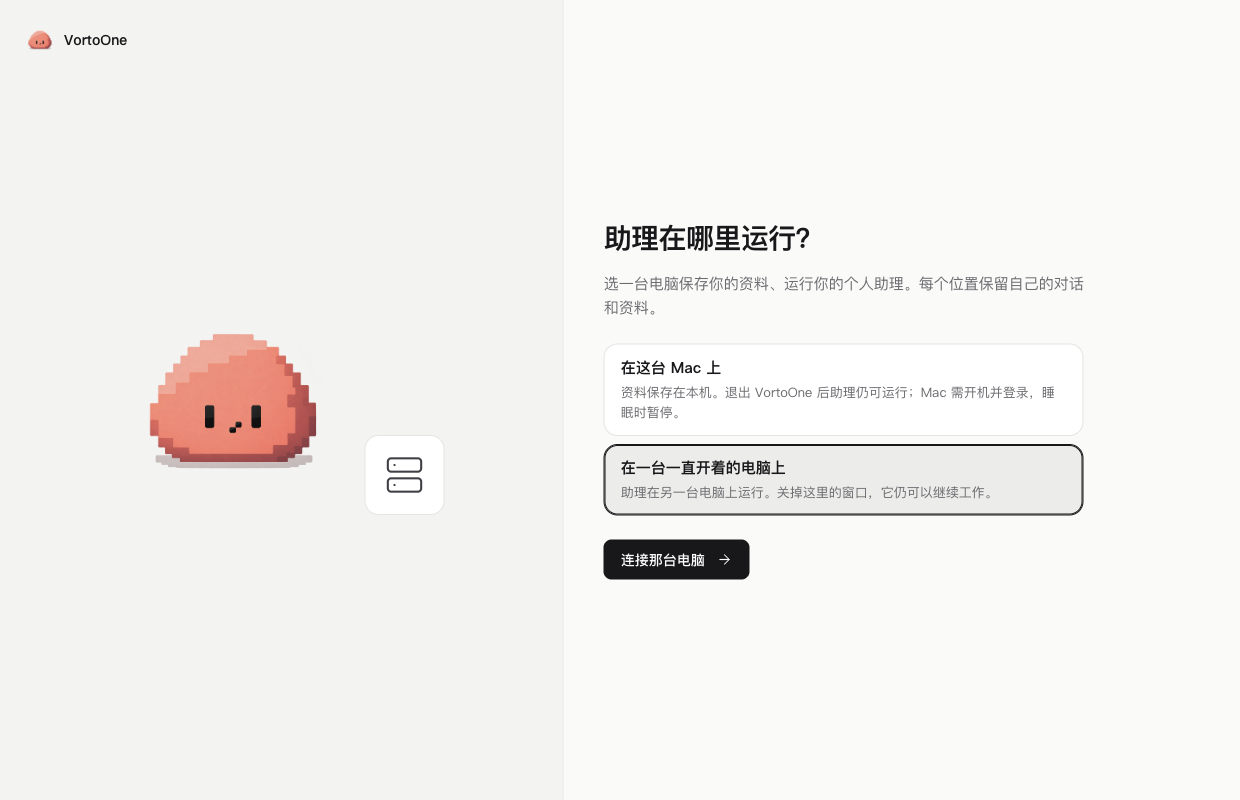 VortoOne
助理在哪里运行?
选一台电脑保存你的资料、运行你的个人助理。每个位置保留自己的对话
和资料。
在这台 Mac 上
资料保存在本机。退出 VortoOne 后助理仍可运行；Mac 需开机并登录，睡
眠时暂停。
在一台一直开着的电脑上
助理在另一台电脑上运行。关掉这里的窗口，它仍可以继续工作。
连接那台电脑 →